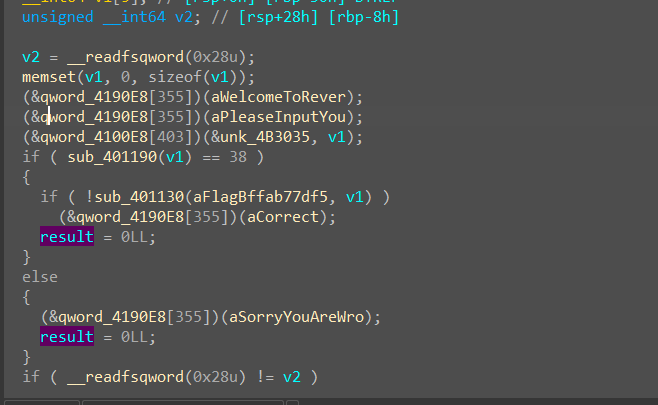 unsigned __int64 v2; // [rsp+28h] [rbp-8h]
v2 = __readfsqword(0x28u);
memset(v1, 0, sizeof(v1));
(&qword_4190E8[355])(aWelcomeToRever);
(&qword_4190E8[355])(aPleaseInputYou);
(&qword_4100E8[403])(&unk_4B3035, v1);
if ( sub_401190(v1) == 38 )
{
if ( !sub_401130(aFlagBffab77df5, v1) )
(&qword_4190E8[355])(aCorrect);
result = 0LL;
}
else
{
(&qword_4190E8[355])(aSorryYouAreWro);
result = 0LL;
}
if ( __readfsqword(0x28u) != v2 )